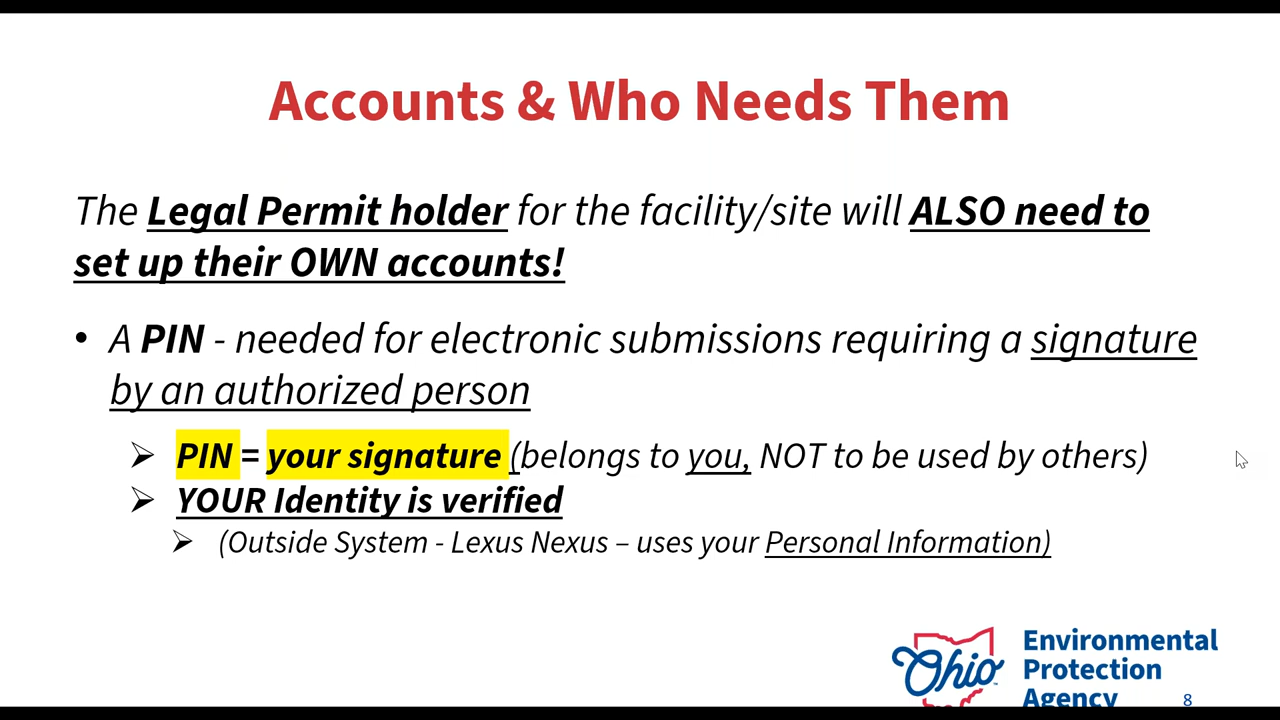 Accounts & Who Needs Them
The Legal Permit holder for the facility/site will ALSO need to
set up their OWN accounts!
• A PIN - needed for electronic submissions requiring a signature
by an authorized person
➢ PIN = your signature (belongs to you, NOT to be used by others)
➢ YOUR Identity is verified
➢ (Outside System - Lexus Nexus – uses your Personal Information)
Ohio
Environmental
Protection
Agency
8